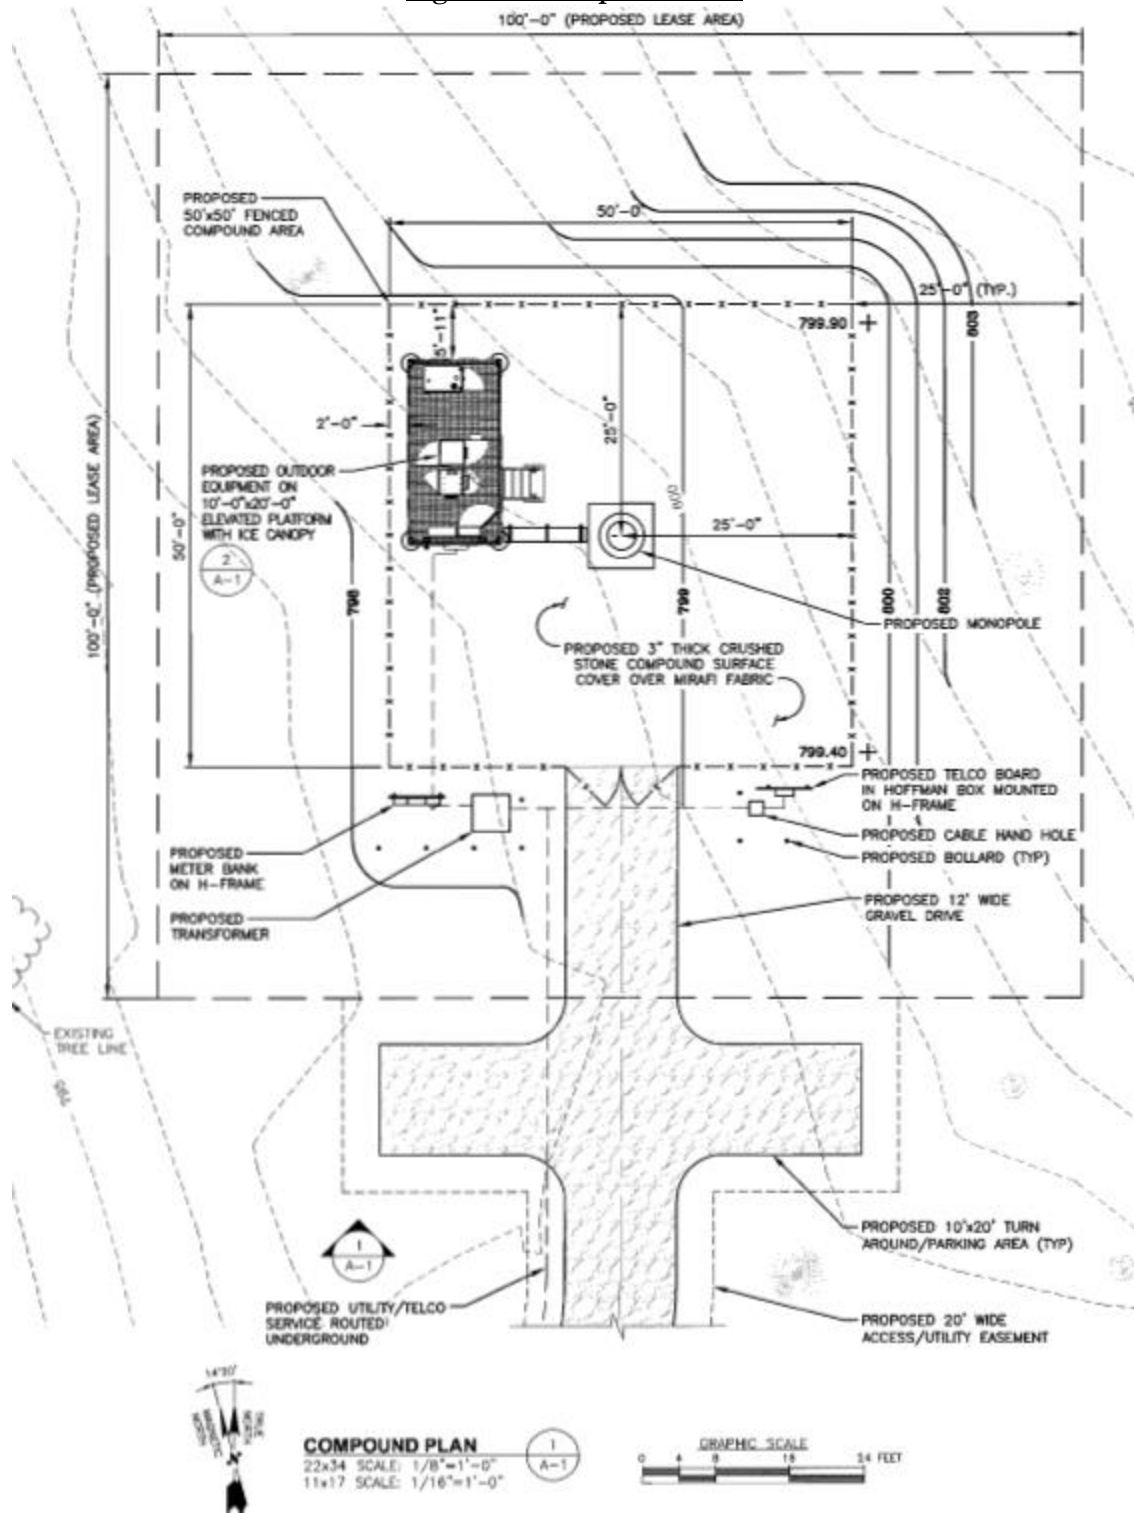 100'-0" (PROPOSED LEASE AREA)
PROPOSED
50'x50' FENCED
COMPOUND AREA
50'-0"
25'-0" (TYP.)
799.90
803
5'-11"
2'-0"
25'-0"
100'-0" (PROPOSED LEASE AREA)
50'-0"
PROPOSED OUTDOOR
EQUIPMENT ON
10'-0"x20'-0"
ELEVATED PLATFORM
WITH ICE CANOPY
2
A-1
800
25'-0"
798
799
800
802
PROPOSED MONOPOLE
PROPOSED 3" THICK CRUSHED
STONE COMPOUND SURFACE
COVER OVER MIRAFI FABRIC
799.40
PROPOSED TELCO BOARD
IN HOFFMAN BOX MOUNTED
ON H-FRAME
PROPOSED CABLE HAND HOLE
PROPOSED BOLLARD (TYP)
PROPOSED
METER BANK
ON H-FRAME
PROPOSED
TRANSFORMER
PROPOSED 12' WIDE
GRAVEL DRIVE
EXISTING
TREE LINE
795
PROPOSED 10'x20' TURN
AROUND/PARKING AREA (TYP)
1
A-1
PROPOSED UTILITY/TELCO
SERVICE ROUTED
UNDERGROUND
PROPOSED 20' WIDE
ACCESS/UTILITY EASEMENT
TRUE
NORTH
MAGNETIC
NORTH
COMPOUND PLAN
22x34 SCALE: 1/8"=1'-0"
11x17 SCALE: 1/16"=1'-0"
1
A-1
GRAPHIC SCALE
0 4 8 16 24 FEET